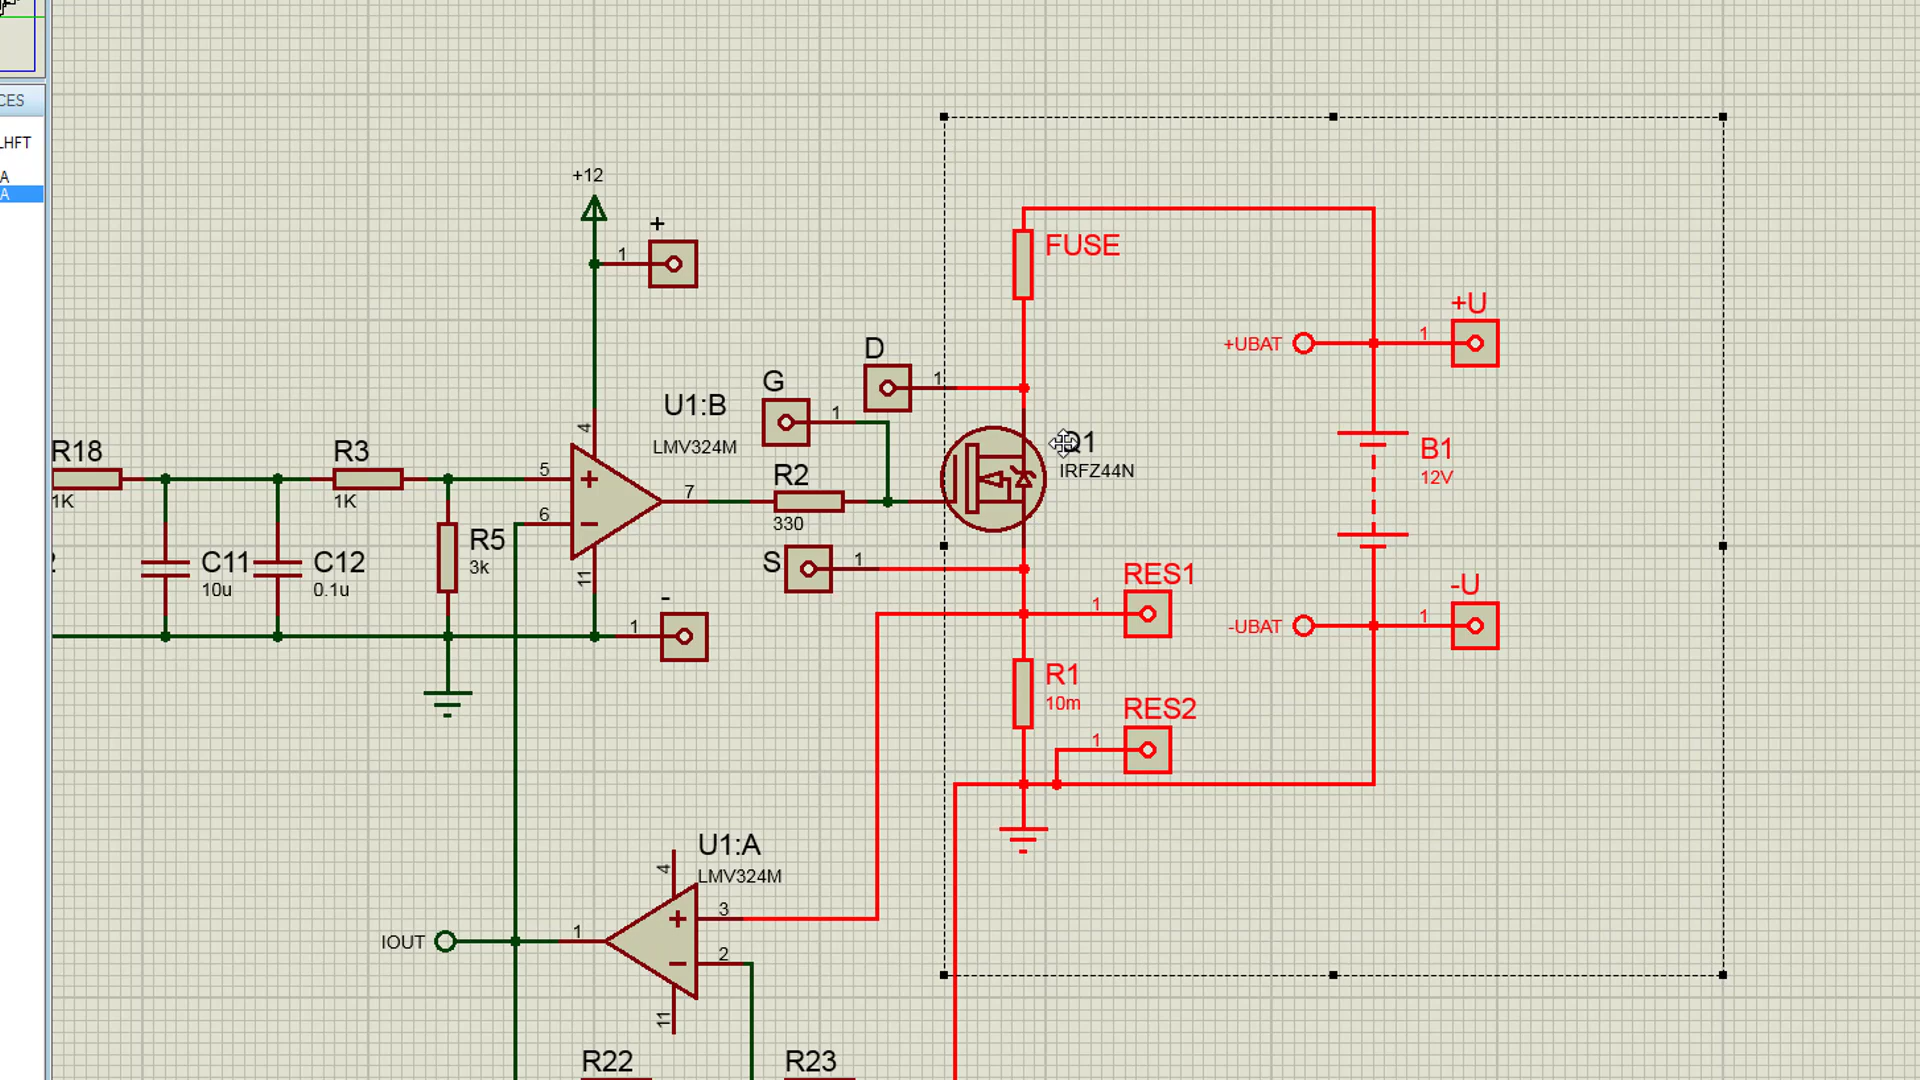 CES
LHFT
A
A
+12
+
1
FUSE
+U
+UBAT
1
D
1
G
1
U1:B
LMV324M
4
Q1
IRFZ44N
B1
12V
R18
1K
R3
1K
5
6
7
R2
330
R5
3k
C11
10u
C12
0.1u
11
S
1
-
1
RES1
1
-U
-UBAT
1
R1
10m
RES2
1
U1:A
LMV324M
4
3
2
1
IOUT
11
R22
R23